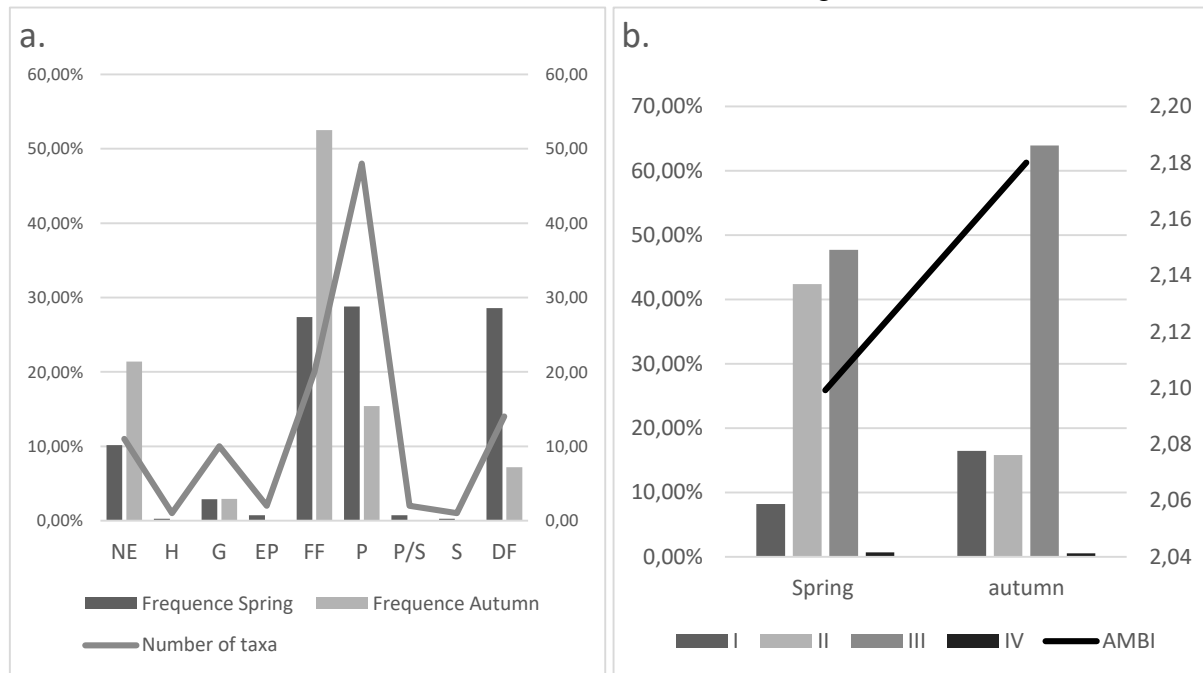 a.
60,00% 60,00
50,00% 50,00
40,00% 40,00
30,00% 30,00
20,00% 20,00
10,00% 10,00
0,00% 0,00
NE H G EP FF P P/S S DF
Frequence Spring Frequence Autumn
Number of taxa
b.
70,00% 2,20
60,00% 2,18
50,00% 2,16
40,00% 2,14
2,12
30,00% 2,10
20,00% 2,08
10,00% 2,06
0,00% 2,04
Spring autumn
I II III IV AMBI